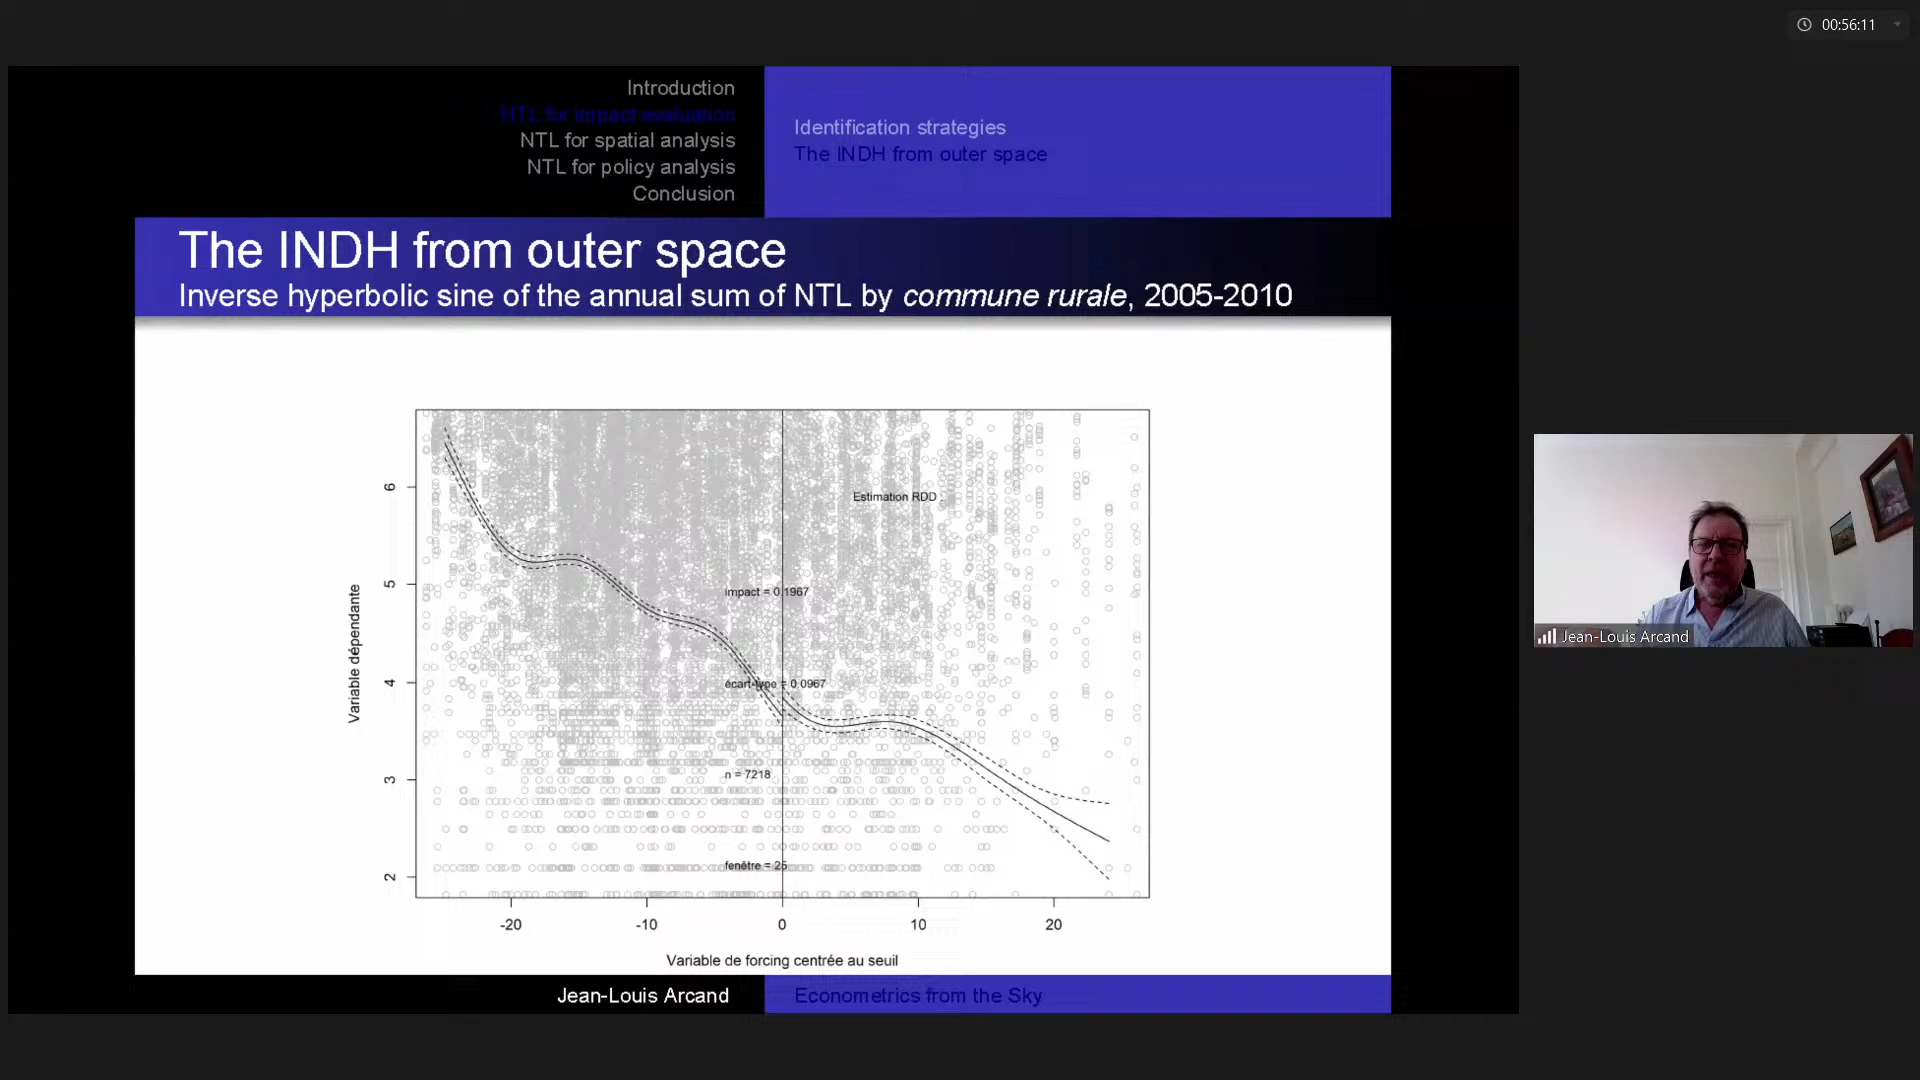 00:56:11
Introduction
NTL for impact evaluation
NTL for spatial analysis
NTL for policy analysis
Conclusion
Identification strategies
The INDH from outer space
The INDH from outer space
Inverse hyperbolic sine of the annual sum of NTL by commune rurale, 2005-2010
Variable dépendante
6
5
4
3
2
Estimation RDD :
impact = 0.1967
écart-type = 0.0967
n = 7218
fenêtre = 25
-20
-10
0
10
20
Variable de forcing centrée au seuil
Jean-Louis Arcand
Econometrics from the Sky
Jean-Louis Arcand